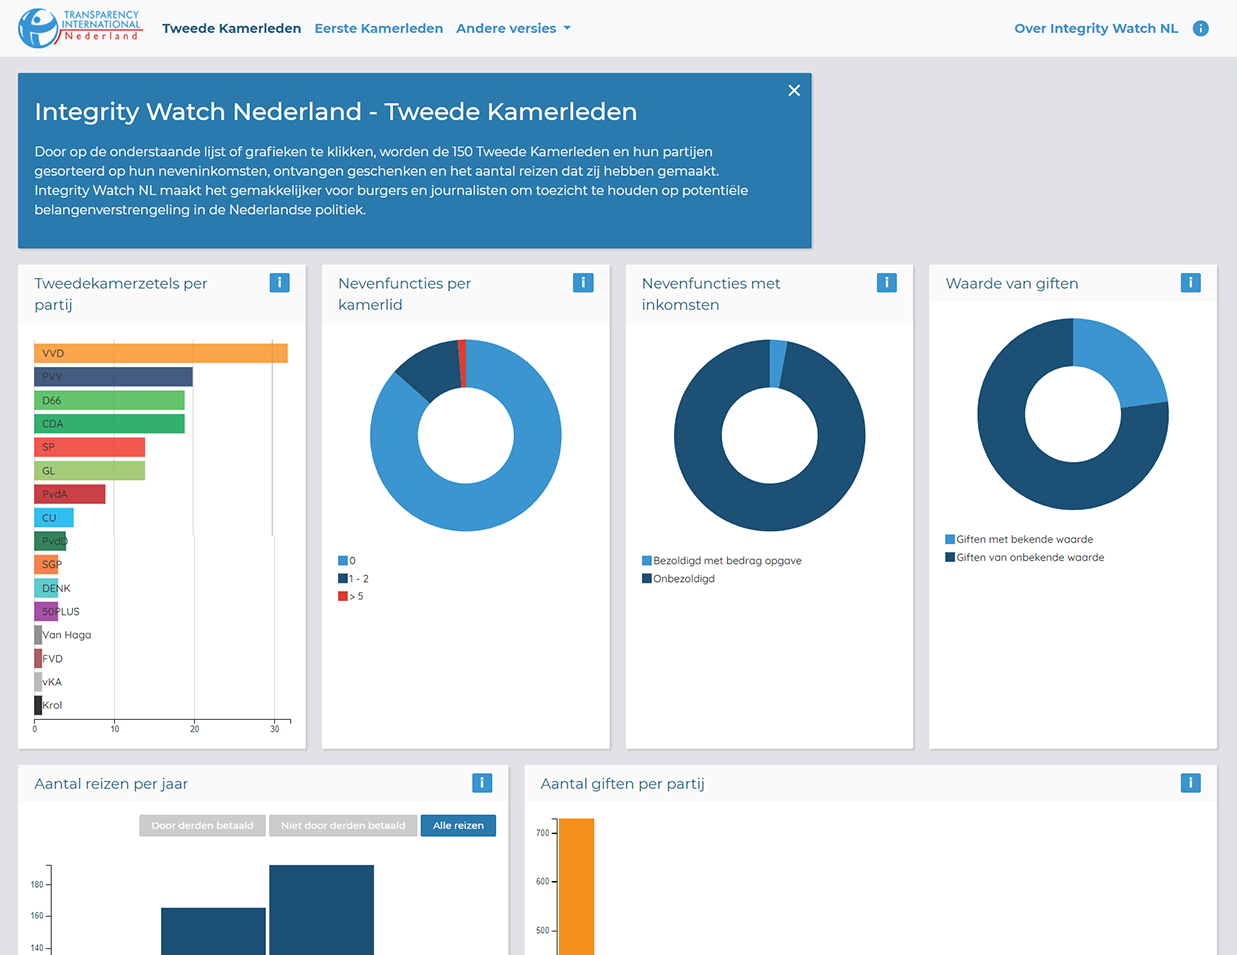 TRANSPARENCY
INTERNATIONAL
Nederland
Tweede Kamerleden
Eerste Kamerleden
Andere versies
Over Integrity Watch NL
i
Integrity Watch Nederland - Tweede Kamerleden
Door op de onderstaande lijst of grafieken te klikken, worden de 150 Tweede Kamerleden en hun partijen
gesorteerd op hun neveninkomsten, ontvangen geschenken en het aantal reizen dat zij hebben gemaakt.
Integrity Watch NL maakt het gemakkelijker voor burgers en journalisten om toezicht te houden op potentiële
belangenverstrengeling in de Nederlandse politiek.
Tweedekamerzetels per
partij
i
VVD
PVV
D66
CDA
SP
GL
PvdA
CU
PvdD
SGP
DENK
50PLUS
Van Haga
FVD
vKA
Krol
0 10 20 30
Nevenfuncties per
kamerlid
i
0
1 - 2
> 5
Nevenfuncties met
inkomsten
i
Bezoldigd met bedrag opgave
Onbezoldigd
Waarde van giften
i
Giften met bekende waarde
Giften van onbekende waarde
Aantal reizen per jaar
i
Door derden betaald
Niet door derden betaald
Alle reizen
180
160
140
Aantal giften per partij
i
700
600
500